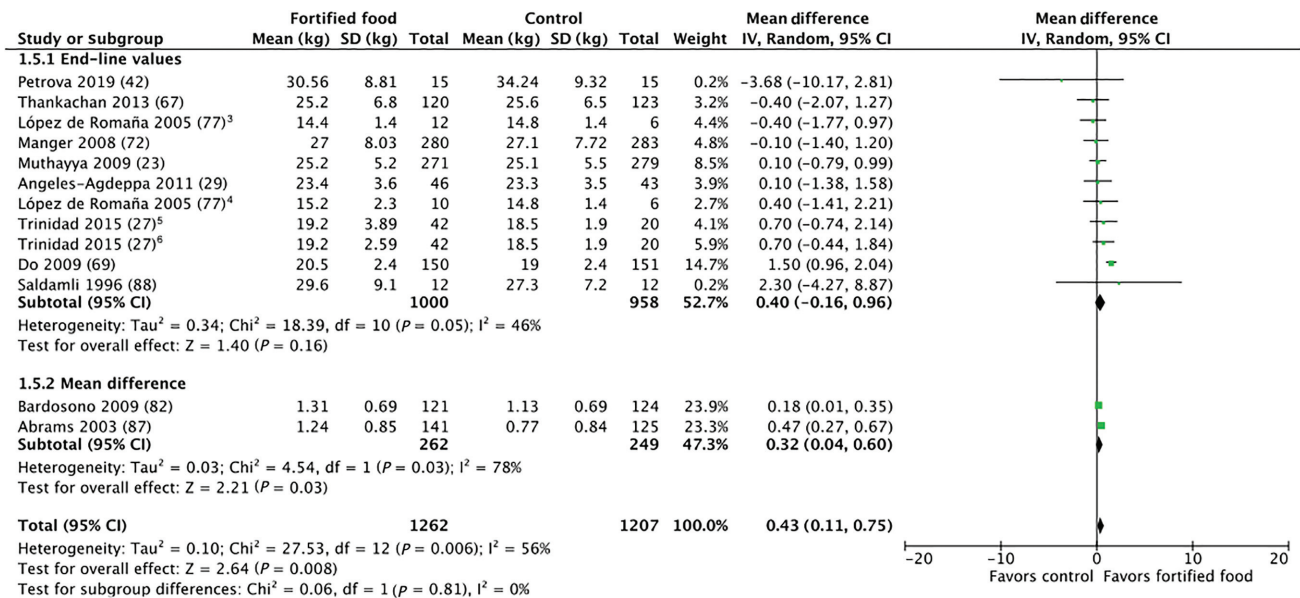 Fortified food Control Mean difference Mean difference
Study or subgroup Mean (kg) SD (kg) Total Mean (kg) SD (kg) Total Weight IV, Random, 95% CI IV, Random, 95% CI
1.5.1 End-line values
Petrova 2019 (42) 30.56 8.81 15 34.24 9.32 15 0.2% −3.68 (−10.17, 2.81)
Thankachan 2013 (67) 25.2 6.8 120 25.6 6.5 123 3.2% −0.40 (−2.07, 1.27)
López de Romaña 2005 (77)³ 14.4 1.4 12 14.8 1.4 6 4.4% −0.40 (−1.77, 0.97)
Manger 2008 (72) 27 8.03 280 27.1 7.72 283 4.8% −0.10 (−1.40, 1.20)
Muthayya 2009 (23) 25.2 5.2 271 25.1 5.5 279 8.5% 0.10 (−0.79, 0.99)
Angeles-Agdeppa 2011 (29) 23.4 3.6 46 23.3 3.5 43 3.9% 0.10 (−1.38, 1.58)
López de Romaña 2005 (77)⁴ 15.2 2.3 10 14.8 1.4 6 2.7% 0.40 (−1.41, 2.21)
Trinidad 2015 (27)⁵ 19.2 3.89 42 18.5 1.9 20 4.1% 0.70 (−0.74, 2.14)
Trinidad 2015 (27)⁶ 19.2 2.59 42 18.5 1.9 20 5.9% 0.70 (−0.44, 1.84)
Do 2009 (69) 20.5 2.4 150 19 2.4 151 14.7% 1.50 (0.96, 2.04)
Saldamli 1996 (88) 29.6 9.1 12 27.3 7.2 12 0.2% 2.30 (−4.27, 8.87)
Subtotal (95% CI) 1000 958 52.7% 0.40 (−0.16, 0.96)
Heterogeneity: Tau² = 0.34; Chi² = 18.39, df = 10 (P = 0.05); I² = 46%
Test for overall effect: Z = 1.40 (P = 0.16)
1.5.2 Mean difference
Bardosono 2009 (82) 1.31 0.69 121 1.13 0.69 124 23.9% 0.18 (0.01, 0.35)
Abrams 2003 (87) 1.24 0.85 141 0.77 0.84 125 23.3% 0.47 (0.27, 0.67)
Subtotal (95% CI) 262 249 47.3% 0.32 (0.04, 0.60)
Heterogeneity: Tau² = 0.03; Chi² = 4.54, df = 1 (P = 0.03); I² = 78%
Test for overall effect: Z = 2.21 (P = 0.03)
Total (95% CI) 1262 1207 100.0% 0.43 (0.11, 0.75)
Heterogeneity: Tau² = 0.10; Chi² = 27.53, df = 12 (P = 0.006); I² = 56%
Test for overall effect: Z = 2.64 (P = 0.008)
Test for subgroup differences: Chi² = 0.06, df = 1 (P = 0.81), I² = 0%
−20 −10 0 10 20
Favors control Favors fortified food